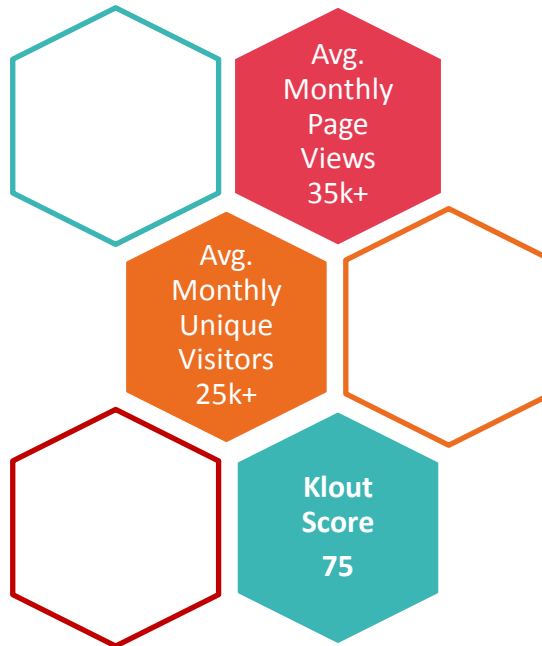 Avg.
Monthly
Page
Views
35k+
Avg.
Monthly
Unique
Visitors
25k+
Klout
Score
75